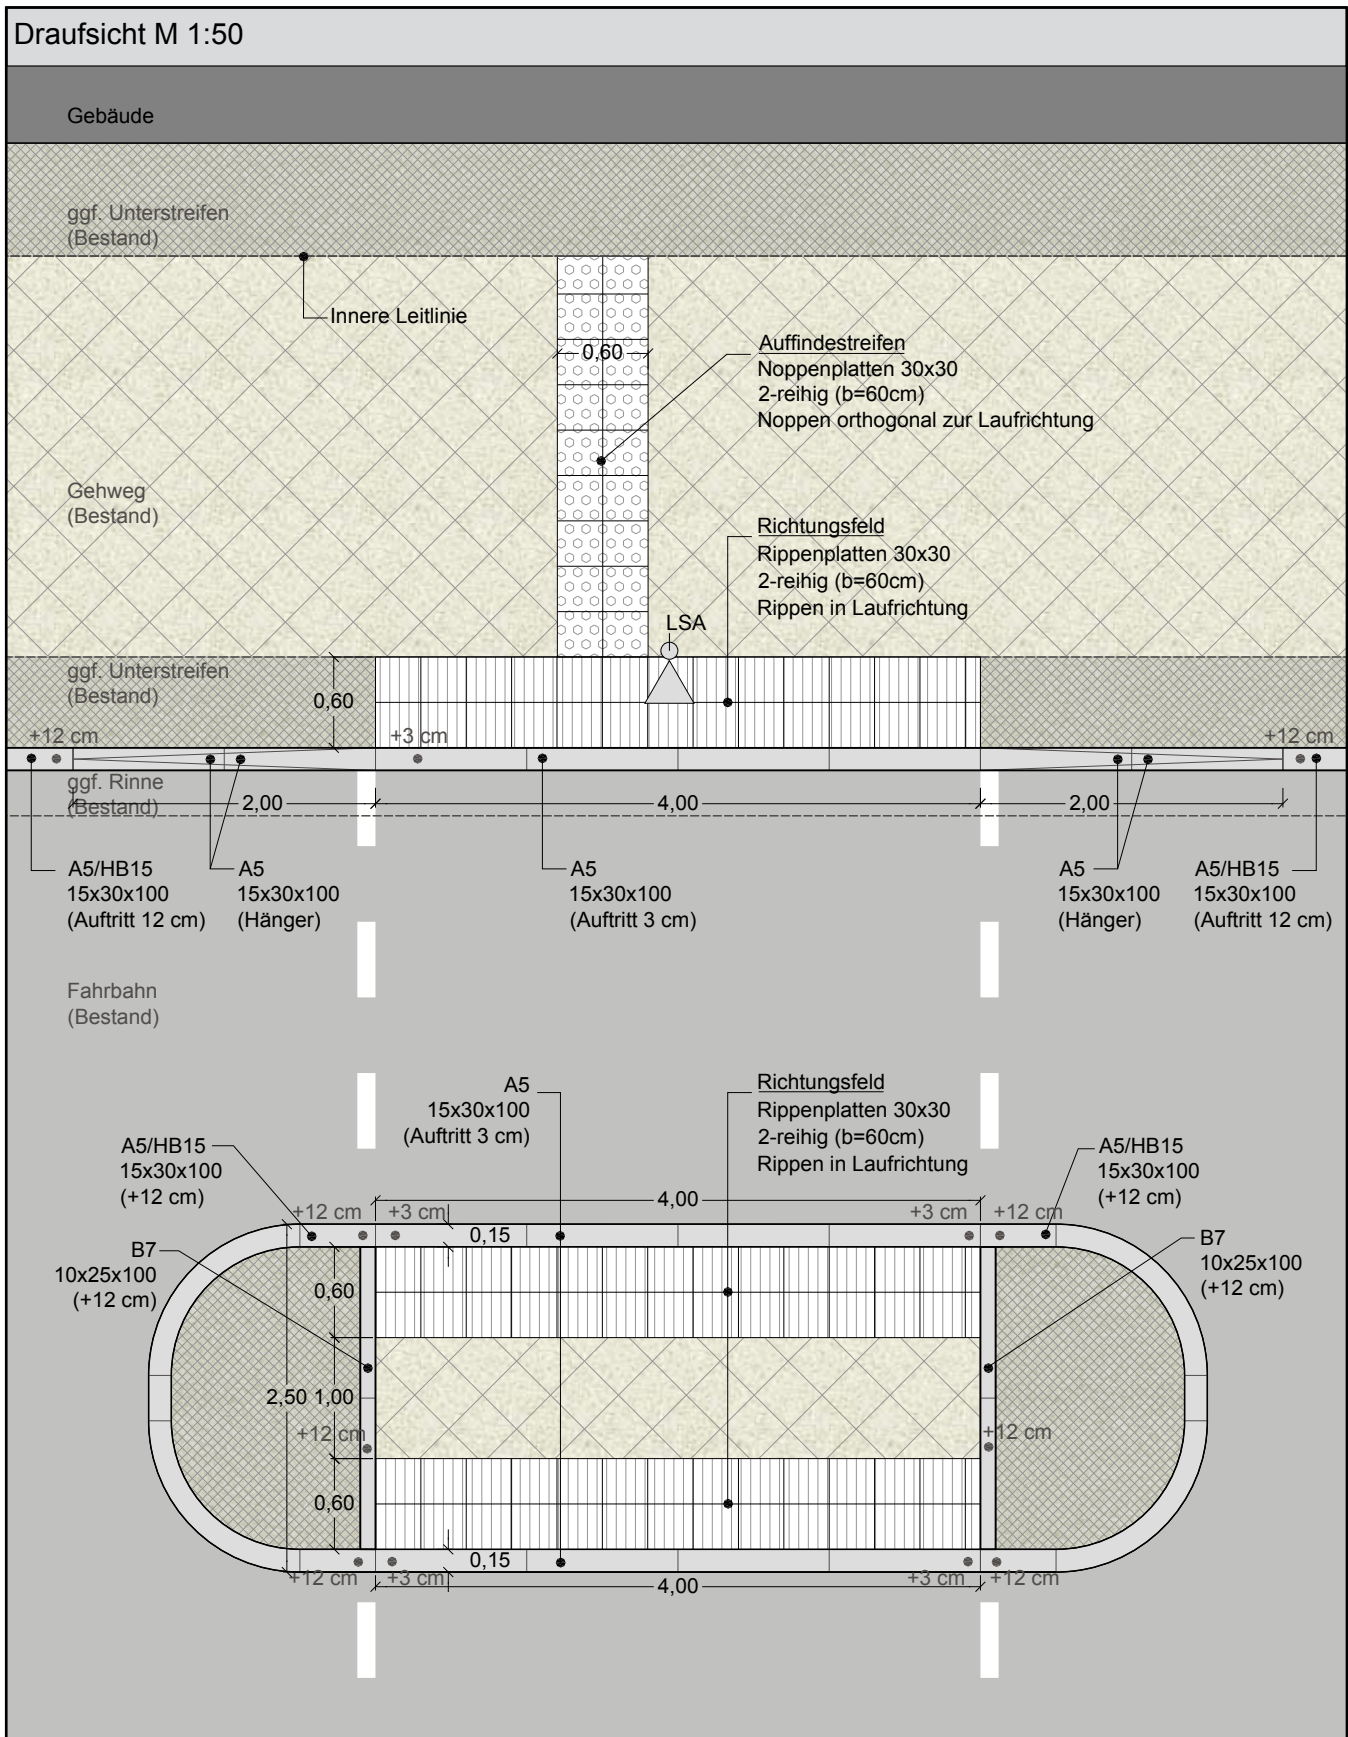 Draufsicht M 1:50
Gebäude
ggf. Unterstreifen
(Bestand)
Innere Leitlinie
0,60
Auffindestreifen
Noppenplatten 30x30
2-reihig (b=60cm)
Noppen orthogonal zur Laufrichtung
Gehweg
(Bestand)
Richtungsfeld
Rippenplatten 30x30
2-reihig (b=60cm)
Rippen in Laufrichtung
LSA
ggf. Unterstreifen
(Bestand)
0,60
+12 cm
+3 cm
+12 cm
ggf. Rinne
(Bestand)
2,00
4,00
2,00
A5/HB15
15x30x100
(Auftritt 12 cm)
A5
15x30x100
(Hänger)
A5
15x30x100
(Auftritt 3 cm)
A5
15x30x100
(Hänger)
A5/HB15
15x30x100
(Auftritt 12 cm)
Fahrbahn
(Bestand)
A5
15x30x100
(Auftritt 3 cm)
Richtungsfeld
Rippenplatten 30x30
2-reihig (b=60cm)
Rippen in Laufrichtung
A5/HB15
15x30x100
(+12 cm)
A5/HB15
15x30x100
(+12 cm)
4,00
+12 cm
+3 cm
+3 cm
+12 cm
0,15
B7
10x25x100
(+12 cm)
B7
10x25x100
(+12 cm)
0,60
2,50
1,00
+12 cm
+12 cm
0,60
0,15
+12 cm
+3 cm
4,00
+3 cm
+12 cm